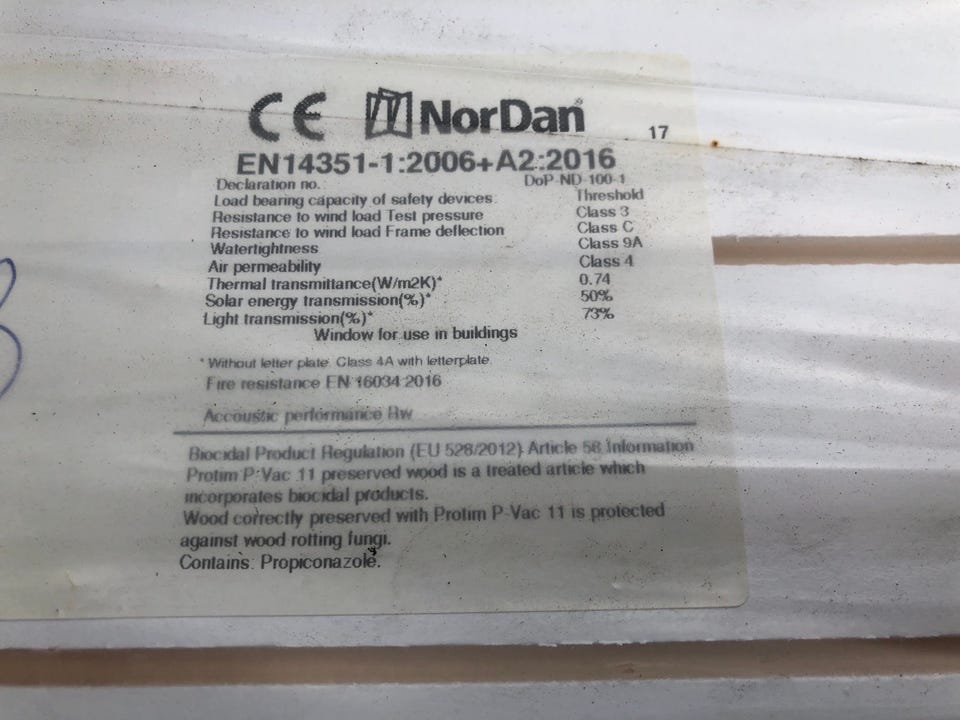 CE NorDan 17
EN14351-1:2006+A2:2016
Declaration no.: DoP-ND-100-1
Load bearing capacity of safety devices: Threshold
Resistance to wind load Test pressure Class 3
Resistance to wind load Frame deflection Class C
Watertightness Class 9A
Air permeability Class 4
Thermal transmittance(W/m2K)* 0.74
Solar energy transmission(%)* 50%
Light transmission(%)* 73%
Window for use in buildings
* Without letter plate. Class 4A with letterplate.
Fire resistance EN 16034:2016
Accoustic performance Rw
Biocidal Product Regulation (EU 528/2012) Article 58 Information
Protim P-Vac 11 preserved wood is a treated article which
incorporates biocidal products.
Wood correctly preserved with Protim P-Vac 11 is protected
against wood rotting fungi.
Contains: Propiconazole.